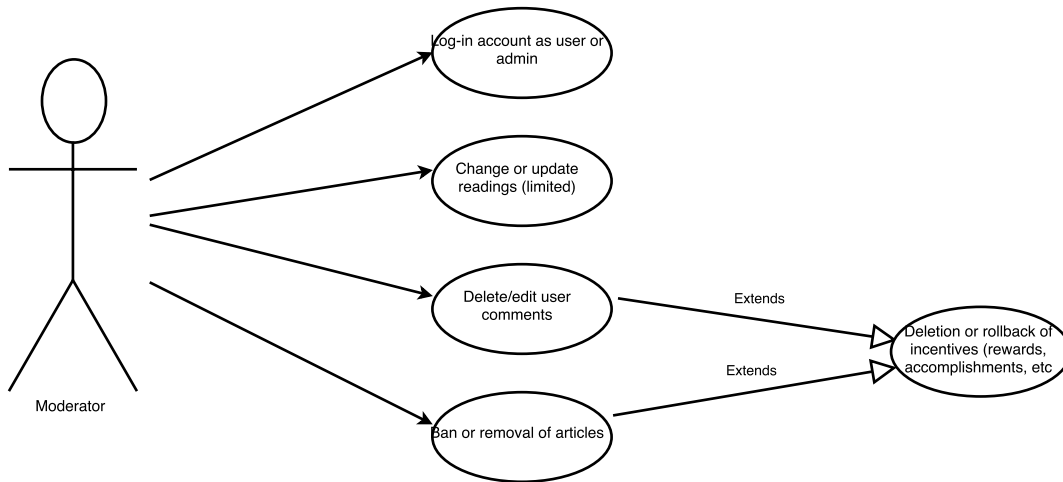 Log-in account as user or
admin
Change or update
readings (limited)
Delete/edit user
comments
Extends
Deletion or rollback of
incentives (rewards,
accomplishments, etc
Extends
Moderator
Ban or removal of articles